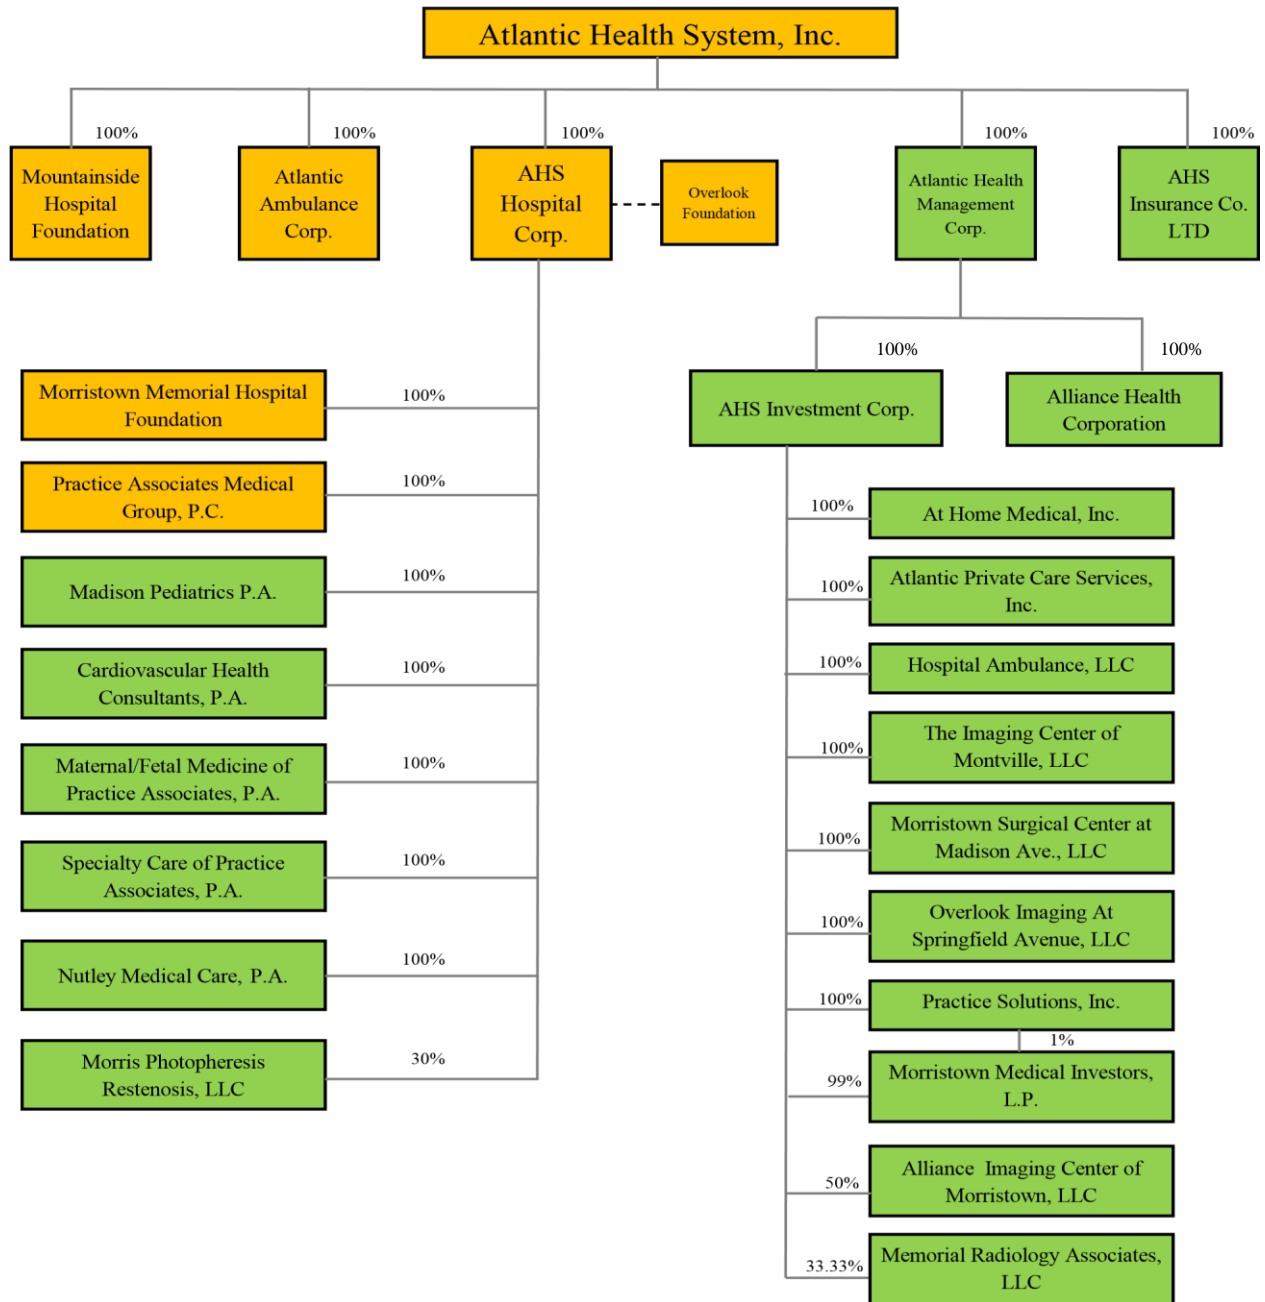 Atlantic Health System, Inc.
100%
100%
100%
100%
100%
Mountainside
Hospital
Foundation
Atlantic
Ambulance
Corp.
AHS
Hospital
Corp.
Overlook
Foundation
Atlantic Health
Management
Corp.
AHS
Insurance Co.
LTD
100%
100%
AHS Investment Corp.
Alliance Health
Corporation
Morristown Memorial Hospital
Foundation
100%
Practice Associates Medical
Group, P.C.
100%
Madison Pediatrics P.A.
100%
Cardiovascular Health
Consultants, P.A.
100%
Maternal/Fetal Medicine of
Practice Associates, P.A.
100%
Specialty Care of Practice
Associates, P.A.
100%
Nutley Medical Care, P.A.
100%
Morris Photopheresis
Restenosis, LLC
30%
100%
At Home Medical, Inc.
100%
Atlantic Private Care Services,
Inc.
100%
Hospital Ambulance, LLC
100%
The Imaging Center of
Montville, LLC
100%
Morristown Surgical Center at
Madison Ave., LLC
100%
Overlook Imaging At
Springfield Avenue, LLC
100%
Practice Solutions, Inc.
1%
99%
Morristown Medical Investors,
L.P.
50%
Alliance Imaging Center of
Morristown, LLC
33.33%
Memorial Radiology Associates,
LLC